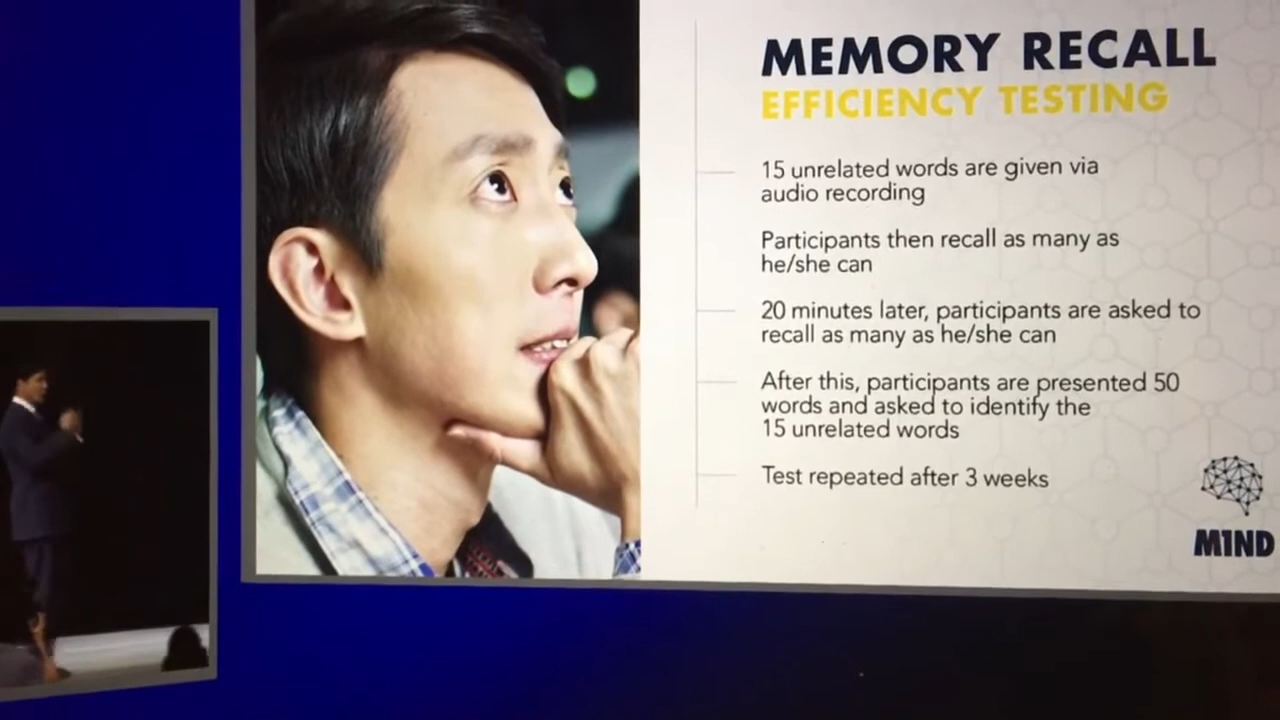 MEMORY RECALL
EFFICIENCY TESTING
15 unrelated words are given via
audio recording
Participants then recall as many as
he/she can
20 minutes later, participants are asked to
recall as many as he/she can
After this, participants are presented 50
words and asked to identify the
15 unrelated words
Test repeated after 3 weeks
M1ND